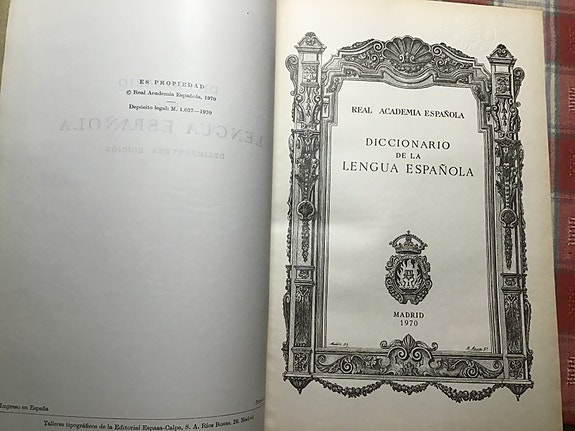 ES PROPIEDAD
© Real Academia Española, 1970
Depósito legal: M. 1.032—1970
Impreso en España
Talleres tipográficos de la Editorial Espasa-Calpe, S. A. Ríos Rosas, 26. Madrid
REAL ACADEMIA ESPAÑOLA
DICCIONARIO
DE LA
LENGUA ESPAÑOLA
MADRID
1970